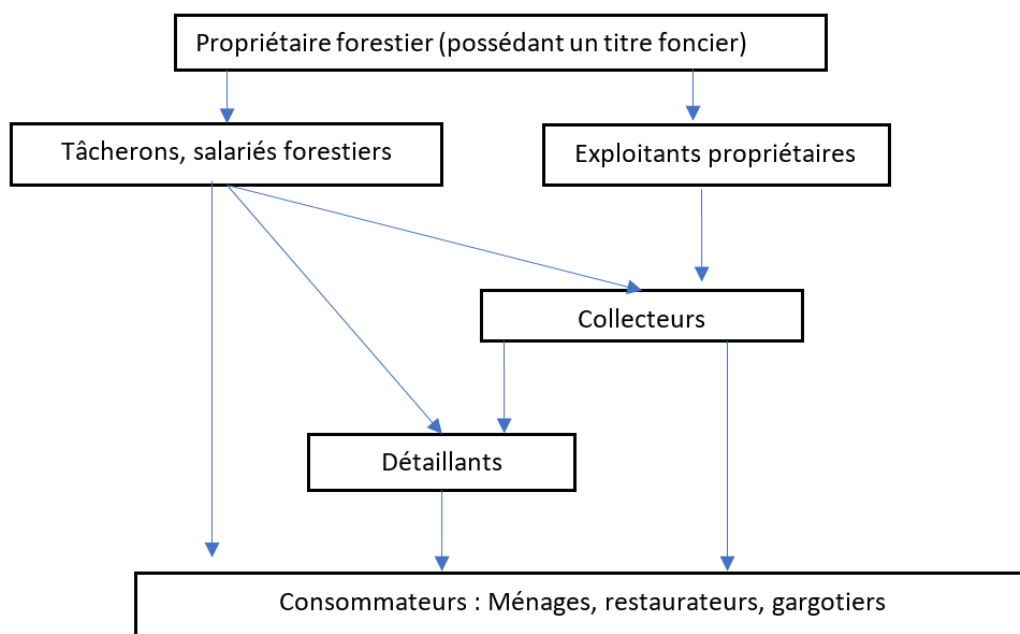 Propriétaire forestier (possédant un titre foncier)
Tâcherons, salariés forestiers
Exploitants propriétaires
Collecteurs
Détaillants
Consommateurs : Ménages, restaurateurs, gargotiers